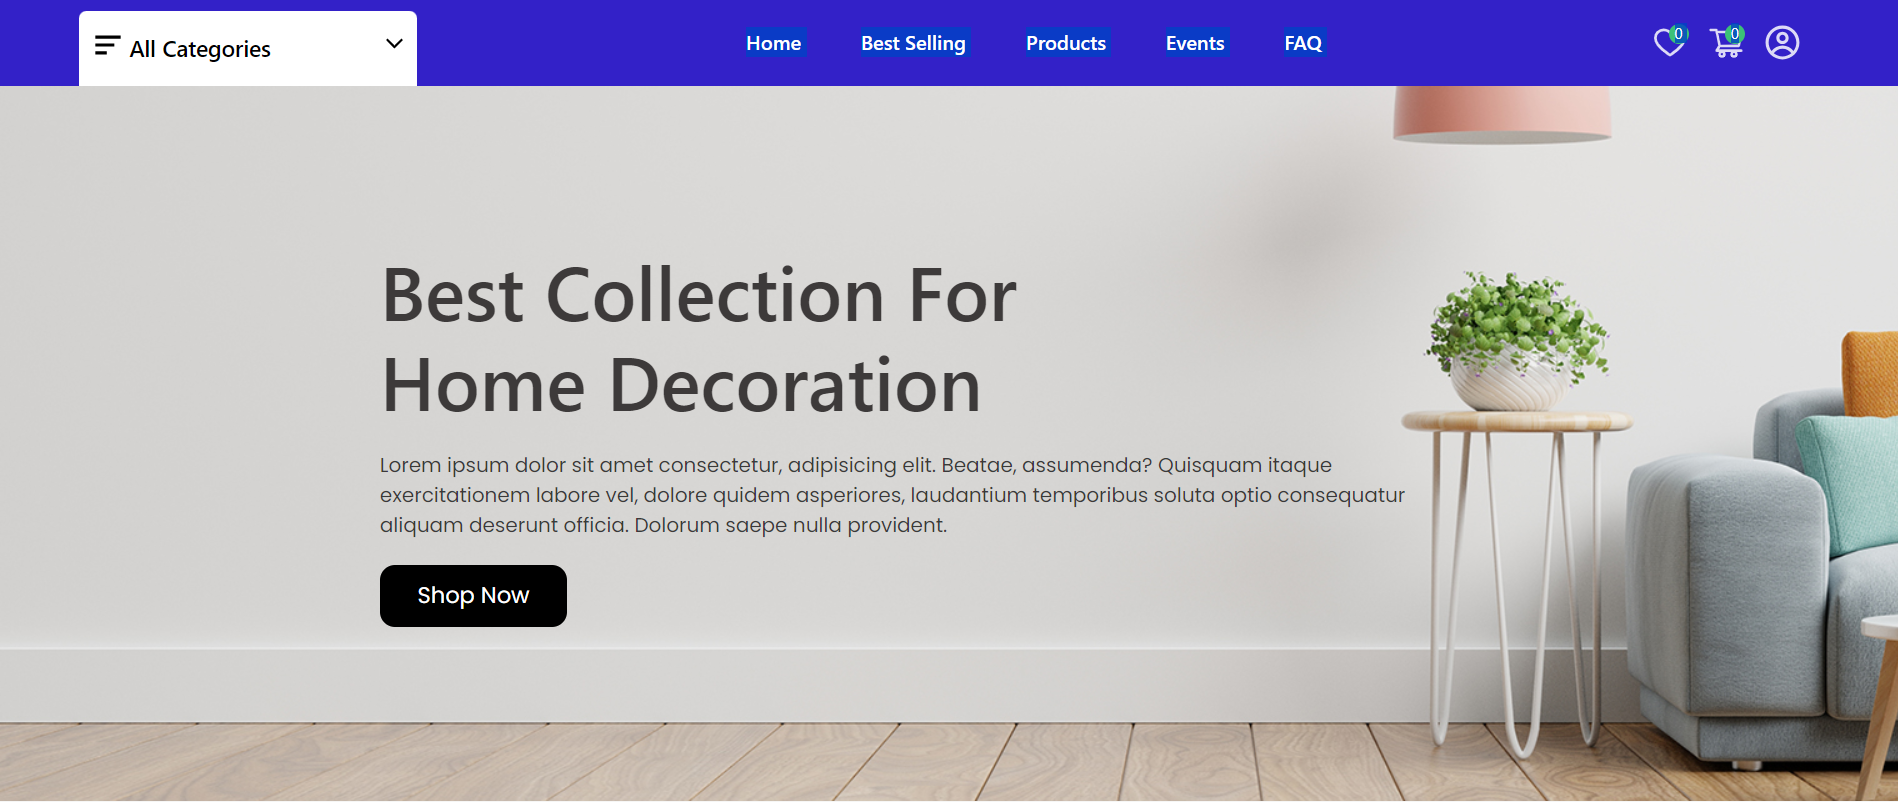 All Categories
Home
Best Selling
Products
Events
FAQ
0
0
Best Collection For
Home Decoration
Lorem ipsum dolor sit amet consectetur, adipisicing elit. Beatae, assumenda? Quisquam itaque
exercitationem labore vel, dolore quidem asperiores, laudantium temporibus soluta optio consequatur
aliquam deserunt officia. Dolorum saepe nulla provident.
Shop Now